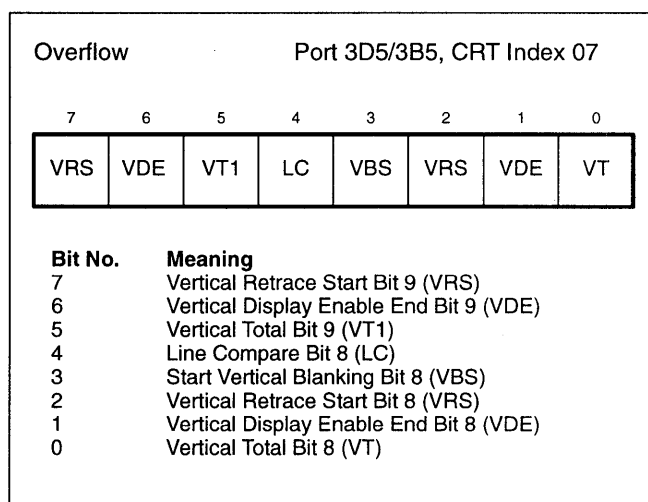 Overflow Port 3D5/3B5, CRT Index 07
7 6 5 4 3 2 1 0
VRS VDE VT1 LC VBS VRS VDE VT
Bit No. Meaning
7 Vertical Retrace Start Bit 9 (VRS)
6 Vertical Display Enable End Bit 9 (VDE)
5 Vertical Total Bit 9 (VT1)
4 Line Compare Bit 8 (LC)
3 Start Vertical Blanking Bit 8 (VBS)
2 Vertical Retrace Start Bit 8 (VRS)
1 Vertical Display Enable End Bit 8 (VDE)
0 Vertical Total Bit 8 (VT)